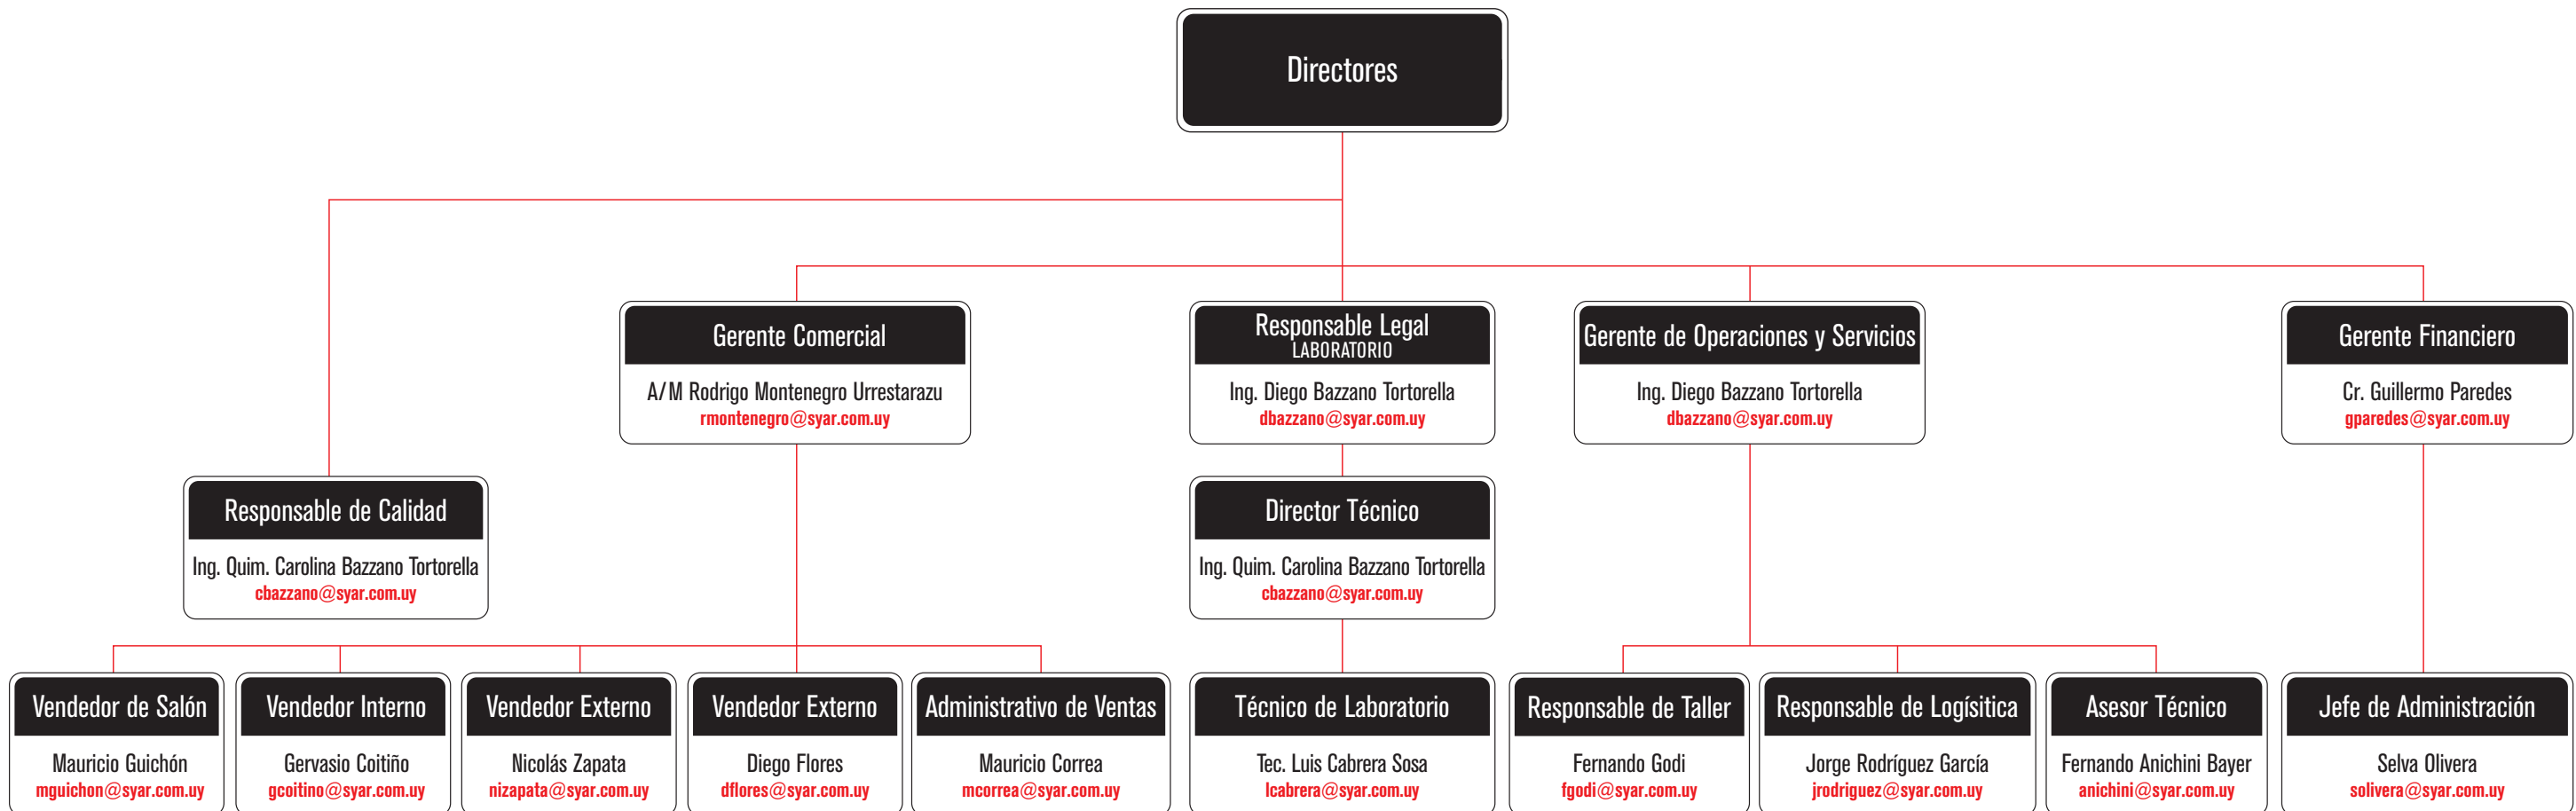 Directores
Gerente Comercial
A/M Rodrigo Montenegro Urrestarazu
rmontenegro@syar.com.uy
Responsable Legal
LABORATORIO
Ing. Diego Bazzano Tortorella
dbazzano@syar.com.uy
Gerente de Operaciones y Servicios
Ing. Diego Bazzano Tortorella
dbazzano@syar.com.uy
Gerente Financiero
Cr. Guillermo Paredes
gparedes@syar.com.uy
Responsable de Calidad
Ing. Quim. Carolina Bazzano Tortorella
cbazzano@syar.com.uy
Director Técnico
Ing. Quim. Carolina Bazzano Tortorella
cbazzano@syar.com.uy
Vendedor de Salón
Mauricio Guichón
mguichon@syar.com.uy
Vendedor Interno
Gervasio Coitiño
gcoitino@syar.com.uy
Vendedor Externo
Nicolás Zapata
nizapata@syar.com.uy
Vendedor Externo
Diego Flores
dflores@syar.com.uy
Administrativo de Ventas
Mauricio Correa
mcorrea@syar.com.uy
Técnico de Laboratorio
Tec. Luis Cabrera Sosa
lcabrera@syar.com.uy
Responsable de Taller
Fernando Godi
fgodi@syar.com.uy
Responsable de Logísitica
Jorge Rodríguez García
jrodriguez@syar.com.uy
Asesor Técnico
Fernando Anichini Bayer
anichini@syar.com.uy
Jefe de Administración
Selva Olivera
solivera@syar.com.uy